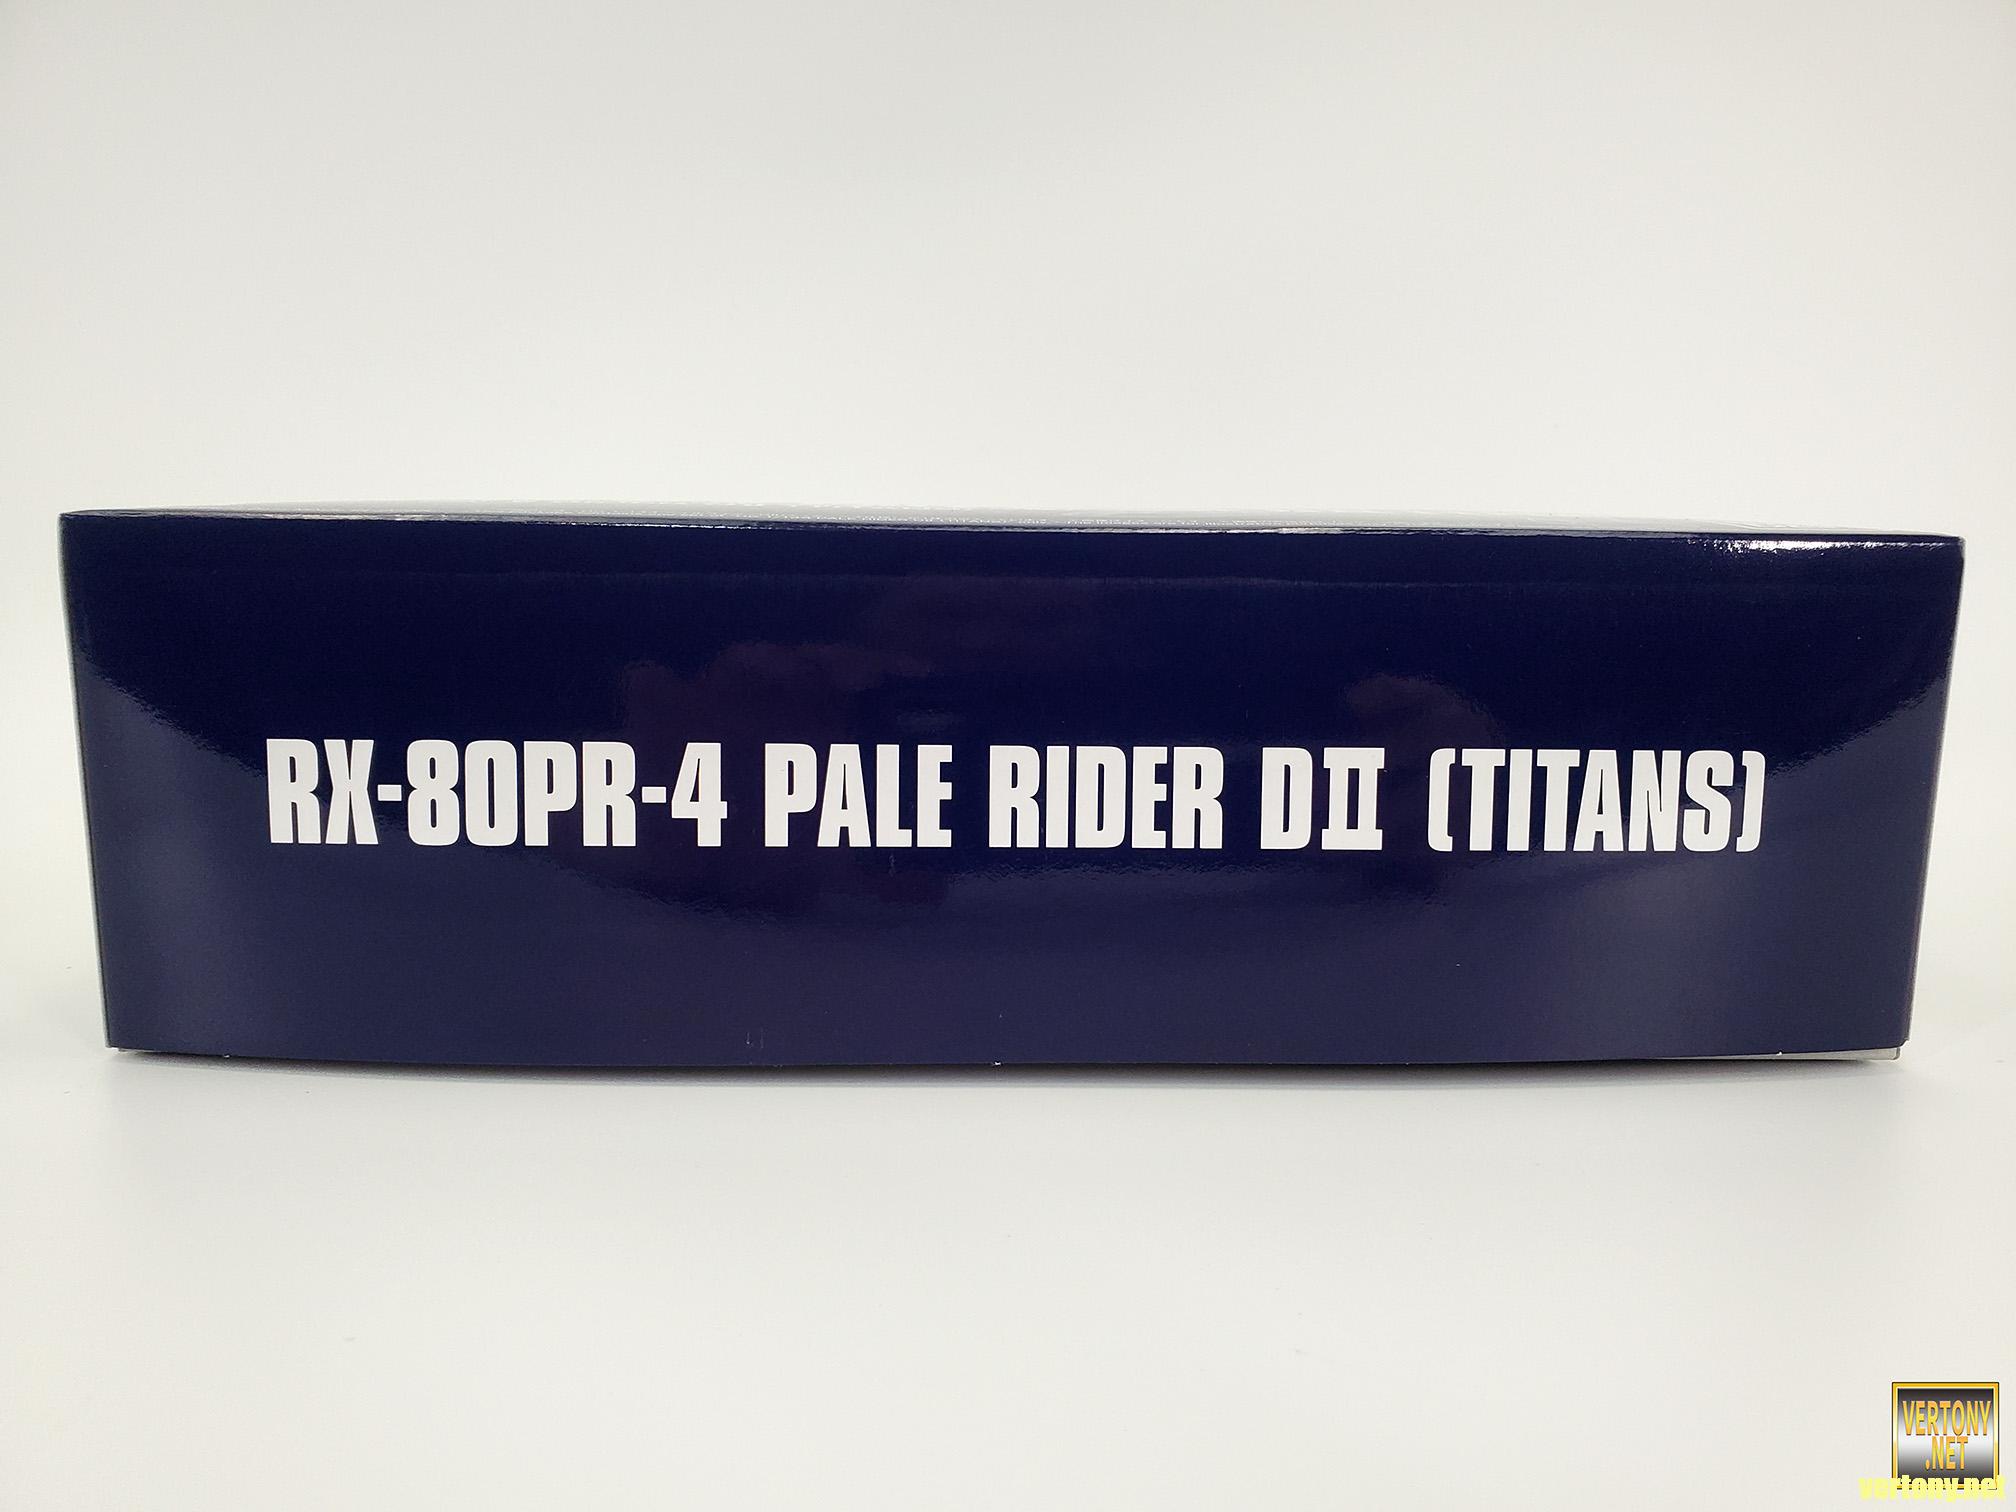 RX-80PR-4 PALE RIDER DⅡ (TITANS)
VERTONY
.NET
vertony.net